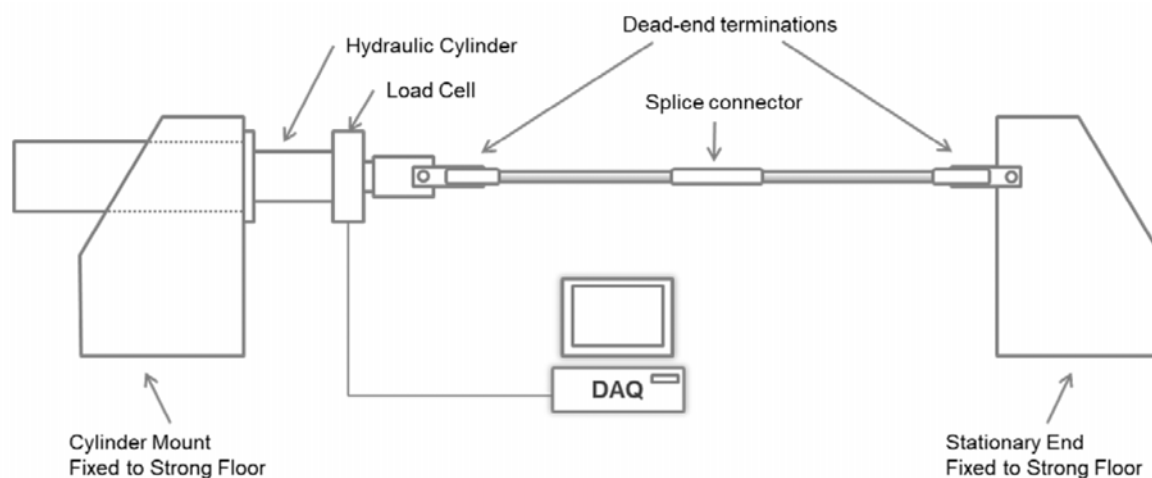 Dead-end terminations
Hydraulic Cylinder
Load Cell
Splice connector
DAQ
Cylinder Mount
Fixed to Strong Floor
Stationary End
Fixed to Strong Floor